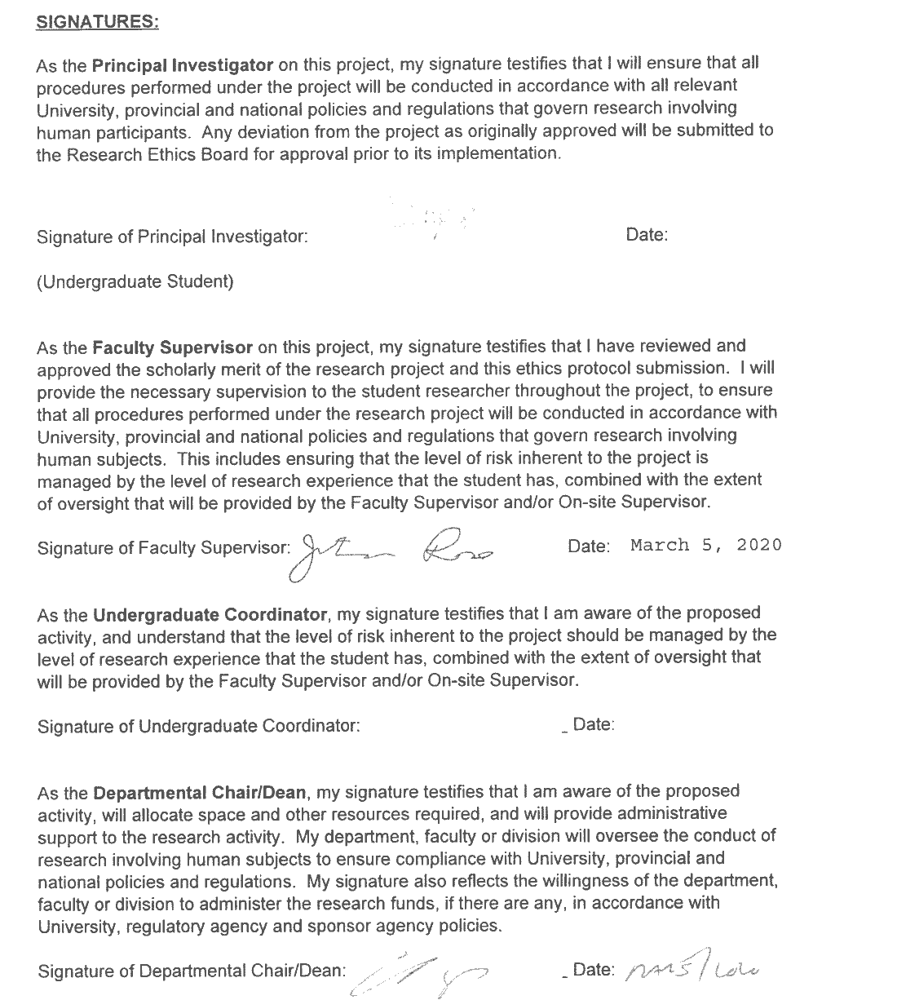 SIGNATURES:
As the Principal Investigator on this project, my signature testifies that I will ensure that all
procedures performed under the project will be conducted in accordance with all relevant
University, provincial and national policies and regulations that govern research involving
human participants.  Any deviation from the project as originally approved will be submitted to
the Research Ethics Board for approval prior to its implementation.
Signature of Principal Investigator: Date:
(Undergraduate Student)
As the Faculty Supervisor on this project, my signature testifies that I have reviewed and
approved the scholarly merit of the research project and this ethics protocol submission.  I will
provide the necessary supervision to the student researcher throughout the project, to ensure
that all procedures performed under the research project will be conducted in accordance with
University, provincial and national policies and regulations that govern research involving
human subjects.  This includes ensuring that the level of risk inherent to the project is
managed by the level of research experience that the student has, combined with the extent
of oversight that will be provided by the Faculty Supervisor and/or On-site Supervisor.
Signature of Faculty Supervisor: Date: March 5, 2020
As the Undergraduate Coordinator, my signature testifies that I am aware of the proposed
activity, and understand that the level of risk inherent to the project should be managed by the
level of research experience that the student has, combined with the extent of oversight that
will be provided by the Faculty Supervisor and/or On-site Supervisor.
Signature of Undergraduate Coordinator: _ Date:
As the Departmental Chair/Dean, my signature testifies that I am aware of the proposed
activity, will allocate space and other resources required, and will provide administrative
support to the research activity.  My department, faculty or division will oversee the conduct of
research involving human subjects to ensure compliance with University, provincial and
national policies and regulations.  My signature also reflects the willingness of the department,
faculty or division to administer the research funds, if there are any, in accordance with
University, regulatory agency and sponsor agency policies.
Signature of Departmental Chair/Dean: _ Date: